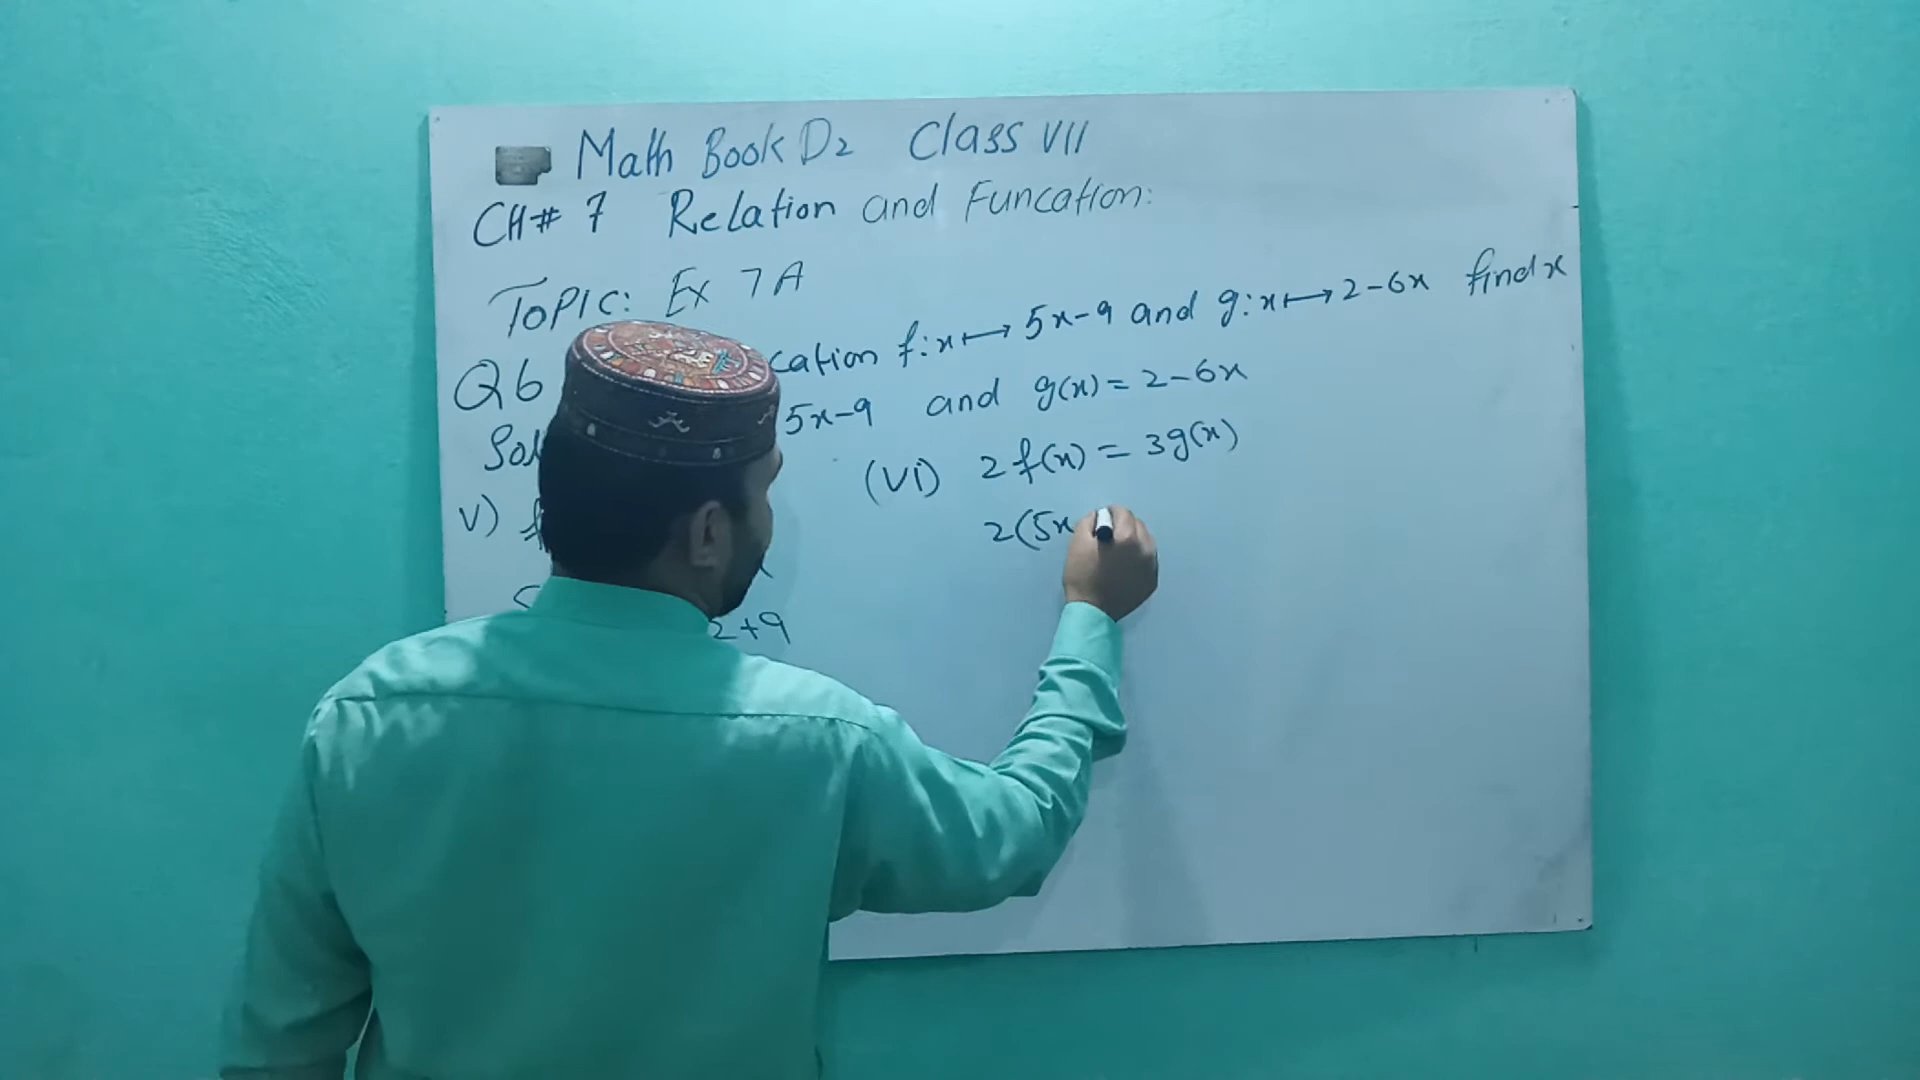 Math Book D2 Class VII
CH# 7 Relation and Funcation:
Topic: Ex 7A
Q6 cation f:x⟼5x-9 and g:x⟼2-6x find x
Sol 5x-9 and g(x)=2-6x
v) f
(vi) 2f(x) = 3g(x)
2(5x
2+9